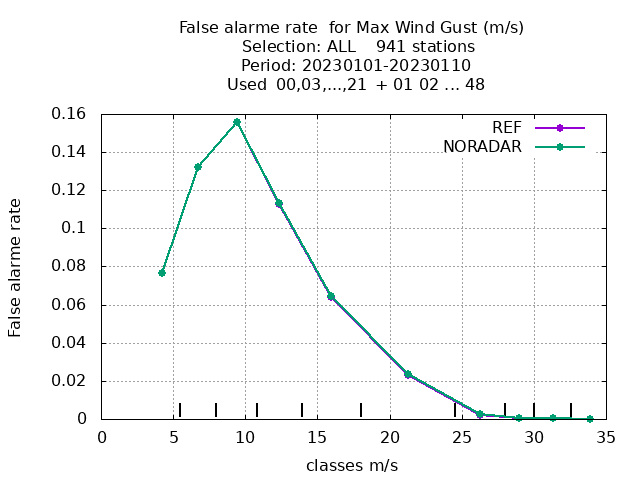 False alarme rate  for Max Wind Gust (m/s)
Selection: ALL    941 stations
Period: 20230101-20230110
Used  00,03,...,21  + 01 02 ... 48
REF
NORADAR
0.16
0.14
0.12
0.1
0.08
0.06
0.04
0.02
0
False alarme rate
0 5 10 15 20 25 30 35
classes m/s